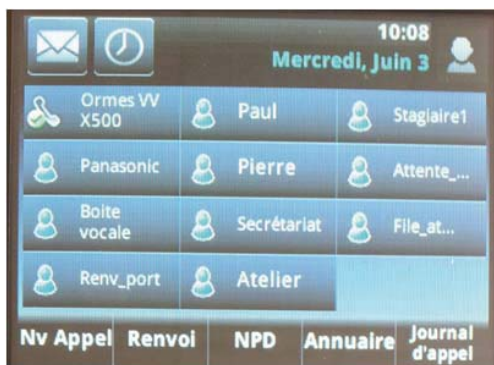 10:08
Mercredi, Juin 3
Ormes VV
X500
Paul
Stagiaire1
Panasonic
Pierre
Attente_...
Boite
vocale
Secrétariat
File_at...
Renv_port
Atelier
Nv Appel
Renvoi
NPD
Annuaire
Journal
d'appel